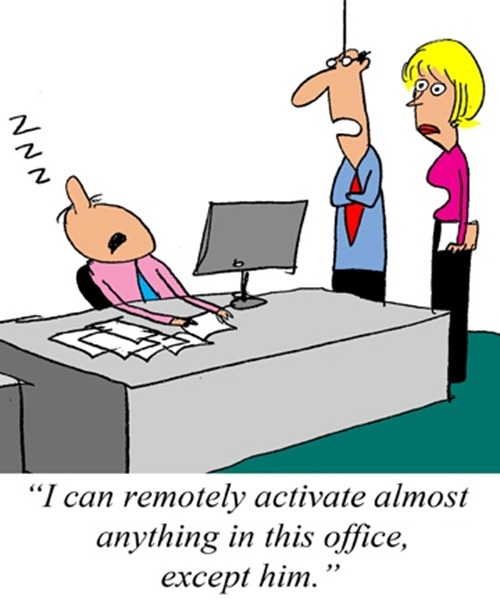 Z
Z
Z
“I can remotely activate almost
anything in this office,
except him.”